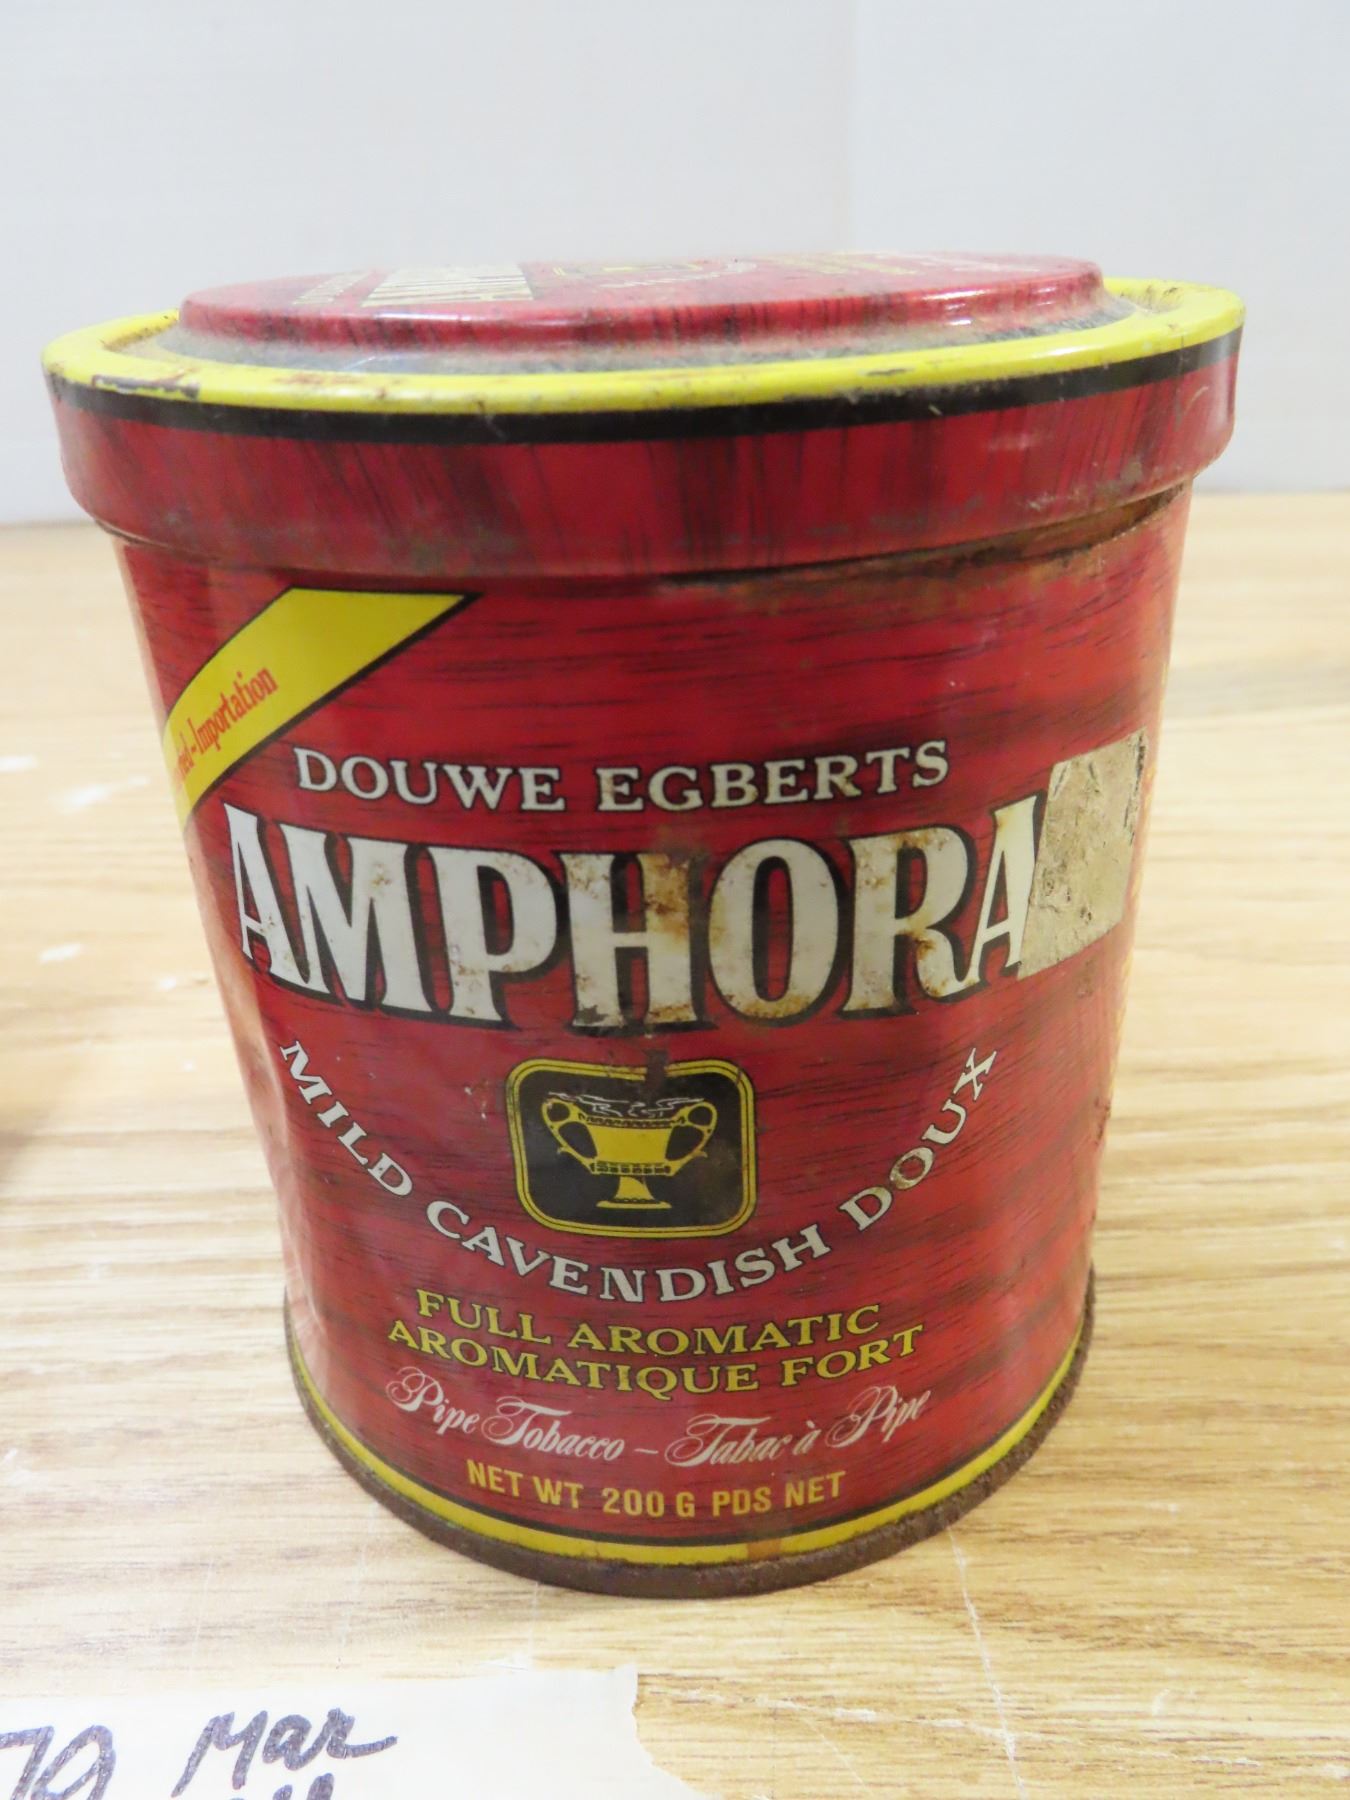 Importation
DOUWE EGBERTS
AMPHORA
MILD CAVENDISH DOUX
FULL AROMATIC
AROMATIQUE FORT
Pipe Tobacco – Tabac à Pipe
NET WT 200 G PDS NET
79 Mar